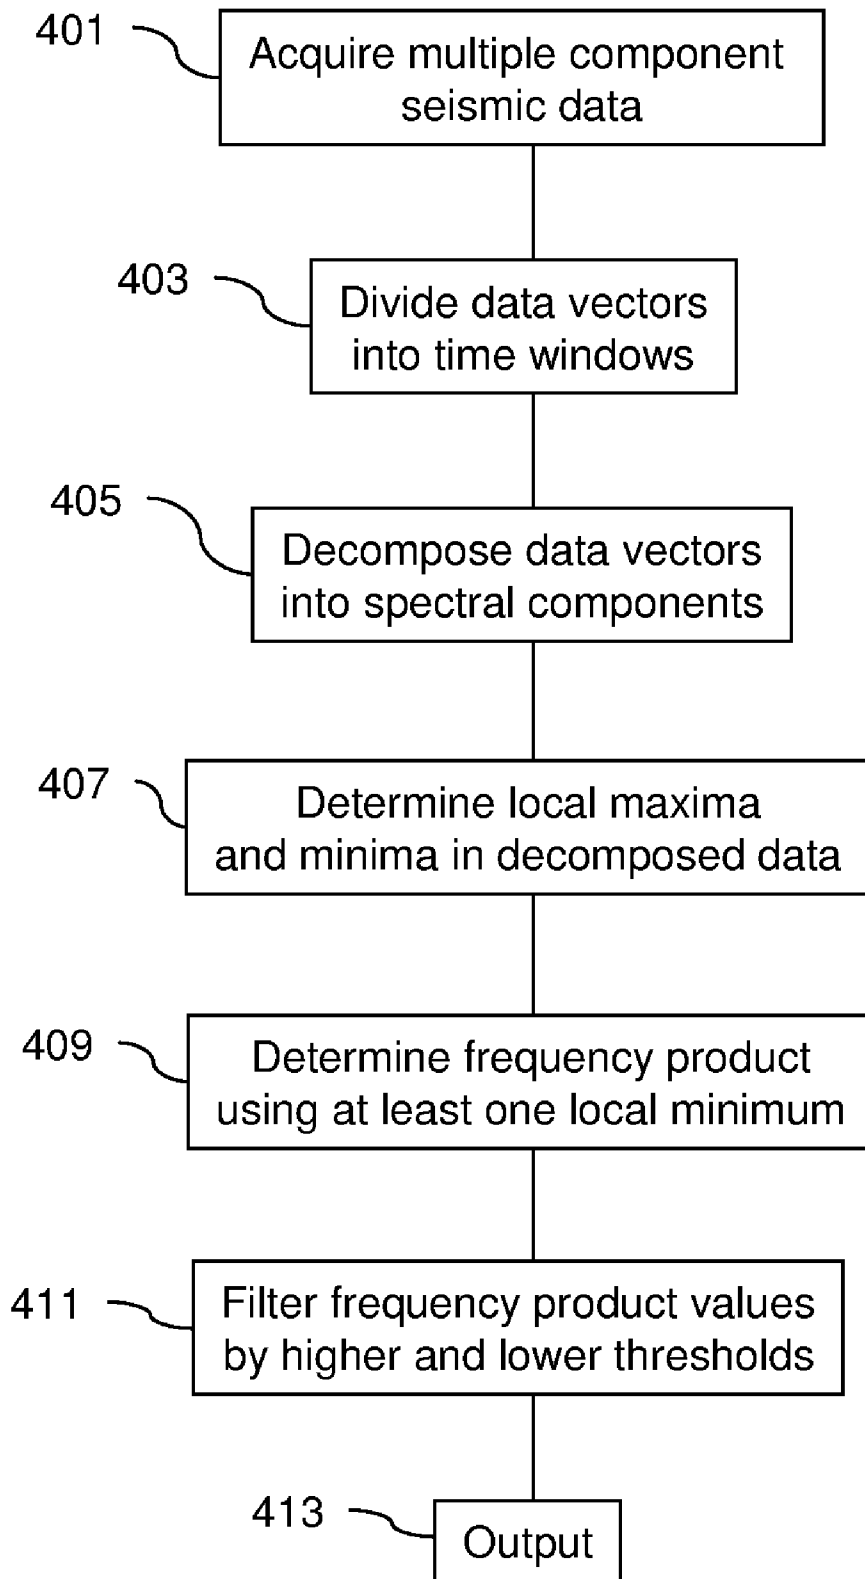 401
Acquire multiple component
seismic data
403
Divide data vectors
into time windows
405
Decompose data vectors
into spectral components
407
Determine local maxima
and minima in decomposed data
409
Determine frequency product
using at least one local minimum
411
Filter frequency product values
by higher and lower thresholds
413
Output